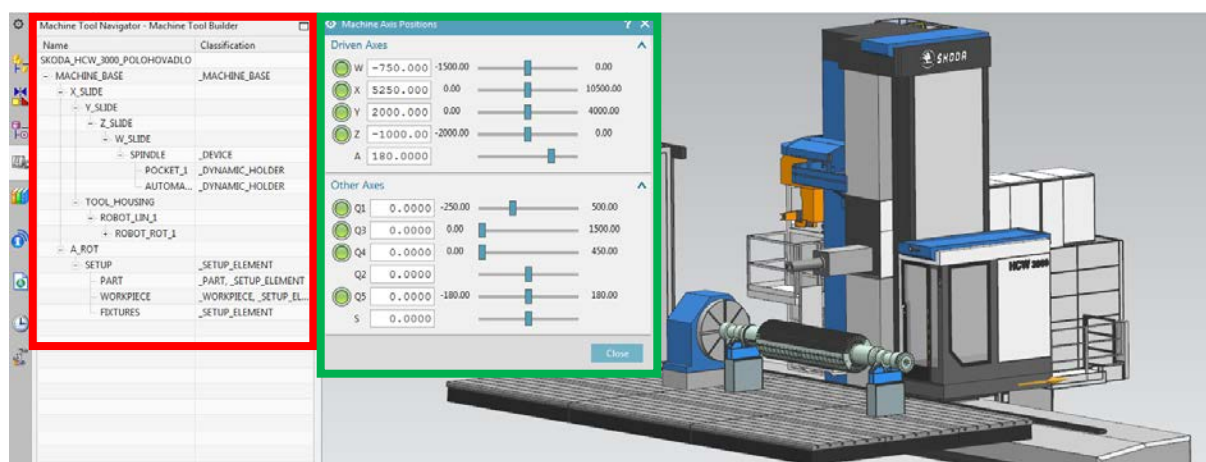 Machine Tool Navigator - Machine Tool Builder
Name Classification
SKODA_HCW_3000_POLOHOVADLO
MACHINE_BASE _MACHINE_BASE
X_SLIDE
Y_SLIDE
Z_SLIDE
W_SLIDE
SPINDLE _DEVICE
POCKET_1 _DYNAMIC_HOLDER
AUTOMA... _DYNAMIC_HOLDER
TOOL_HOUSING
ROBOT_LIN_1
ROBOT_ROT_1
A_ROT
SETUP _SETUP_ELEMENT
PART _PART, _SETUP_ELEMENT
WORKPIECE _WORKPIECE, _SETUP_EL...
FIXTURES _SETUP_ELEMENT
Machine Axis Positions ? X
Driven Axes
W -750.000 -1500.00 0.00
X 5250.000 0.00 10500.00
Y 2000.000 0.00 4000.00
Z -1000.00 -2000.00 0.00
A 180.0000
Other Axes
Q1 0.0000 -250.00 500.00
Q3 0.0000 0.00 1500.00
Q4 0.0000 0.00 450.00
Q2 0.0000
Q5 0.0000 -180.00 180.00
S 0.0000
Close
SKODA
HCW 3000